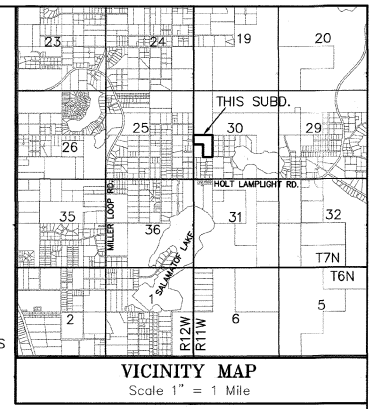 23 24 19 20
THIS SUBD.
25 30 29
26
HOLT LAMPLIGHT RD.
MILLER LOOP RD.
35 36 31 32
SALAMATOF LAKE
T7N
T6N
1
2 6 5
R12W R11W
S
VICINITY MAP
Scale 1" = 1 Mile